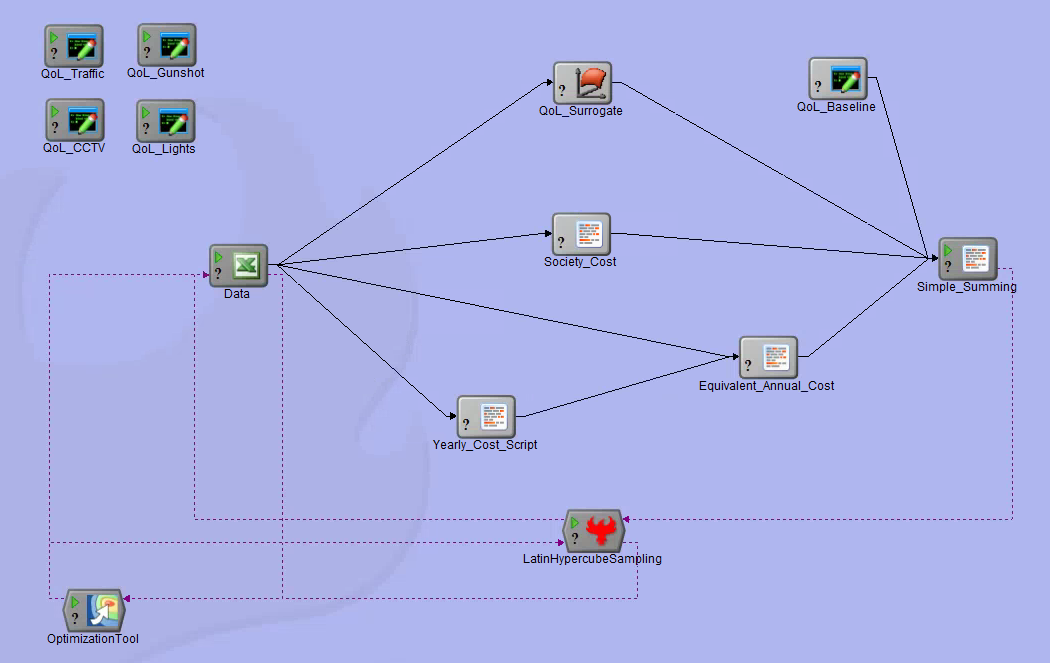 QoL_Traffic
QoL_Gunshot
QoL_CCTV
QoL_Lights
QoL_Surrogate
QoL_Baseline
Society_Cost
Data
Simple_Summing
Equivalent_Annual_Cost
Yearly_Cost_Script
LatinHypercubeSampling
OptimizationTool